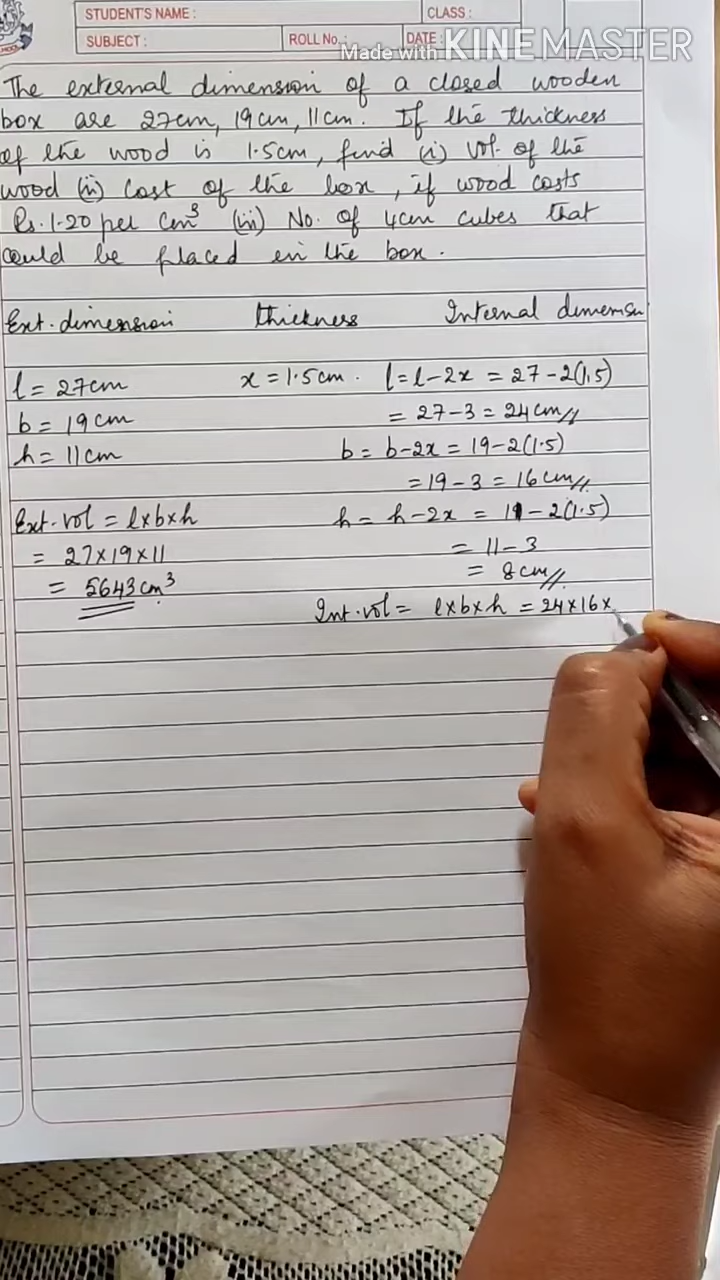 STUDENT'S NAME : CLASS :
SUBJECT : ROLL No. : DATE :
Made with KINEMASTER
The external dimension of a closed wooden
box are 27cm, 19cm, 11cm. If the thickness
of the wood is 1.5cm, find (i) Vol. of the
wood (ii) Cost of the box, if wood costs
Rs. 1.20 per cm³ (iii) No. of 4cm cubes that
could be placed in the box.
Ext. dimension thickness Internal dimension
l = 27cm x = 1.5cm. l = l - 2x = 27 - 2(1.5)
= 27 - 3 = 24cm//
b = 19cm
b = b - 2x = 19 - 2(1.5)
h = 11cm
= 19 - 3 = 16cm//
Ext. vol = l×b×h h = h - 2x = 11 - 2(1.5)
= 27×19×11 = 11 - 3
= 5643cm³ = 8cm//
Int. vol = l×b×h = 24×16×